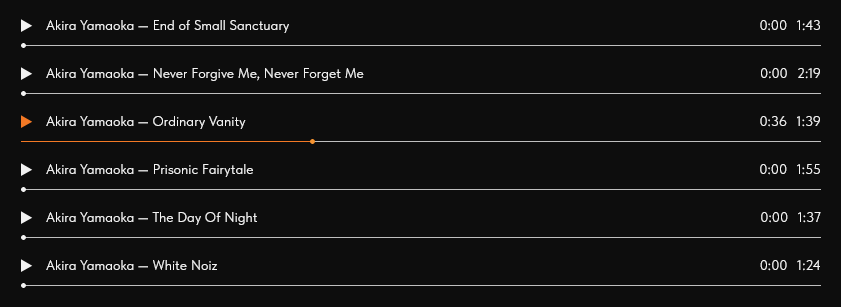 Akira Yamaoka — End of Small Sanctuary 0:00 1:43
Akira Yamaoka — Never Forgive Me, Never Forget Me 0:00 2:19
Akira Yamaoka — Ordinary Vanity 0:36 1:39
Akira Yamaoka — Prisonic Fairytale 0:00 1:55
Akira Yamaoka — The Day Of Night 0:00 1:37
Akira Yamaoka — White Noiz 0:00 1:24